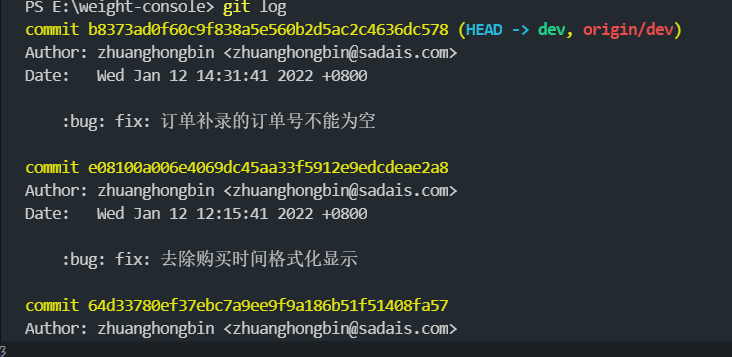 PS E:\weight-console> git log
commit b8373ad0f60c9f838a5e560b2d5ac2c4636dc578 (HEAD -> dev, origin/dev)
Author: zhuanghongbin <zhuanghongbin@sadais.com>
Date:   Wed Jan 12 14:31:41 2022 +0800
:bug: fix: 订单补录的订单号不能为空
commit e08100a006e4069dc45aa33f5912e9edcdeae2a8
Author: zhuanghongbin <zhuanghongbin@sadais.com>
Date:   Wed Jan 12 12:15:41 2022 +0800
:bug: fix: 去除购买时间格式化显示
commit 64d33780ef37ebc7a9ee9f9a186b51f51408fa57
Author: zhuanghongbin <zhuanghongbin@sadais.com>